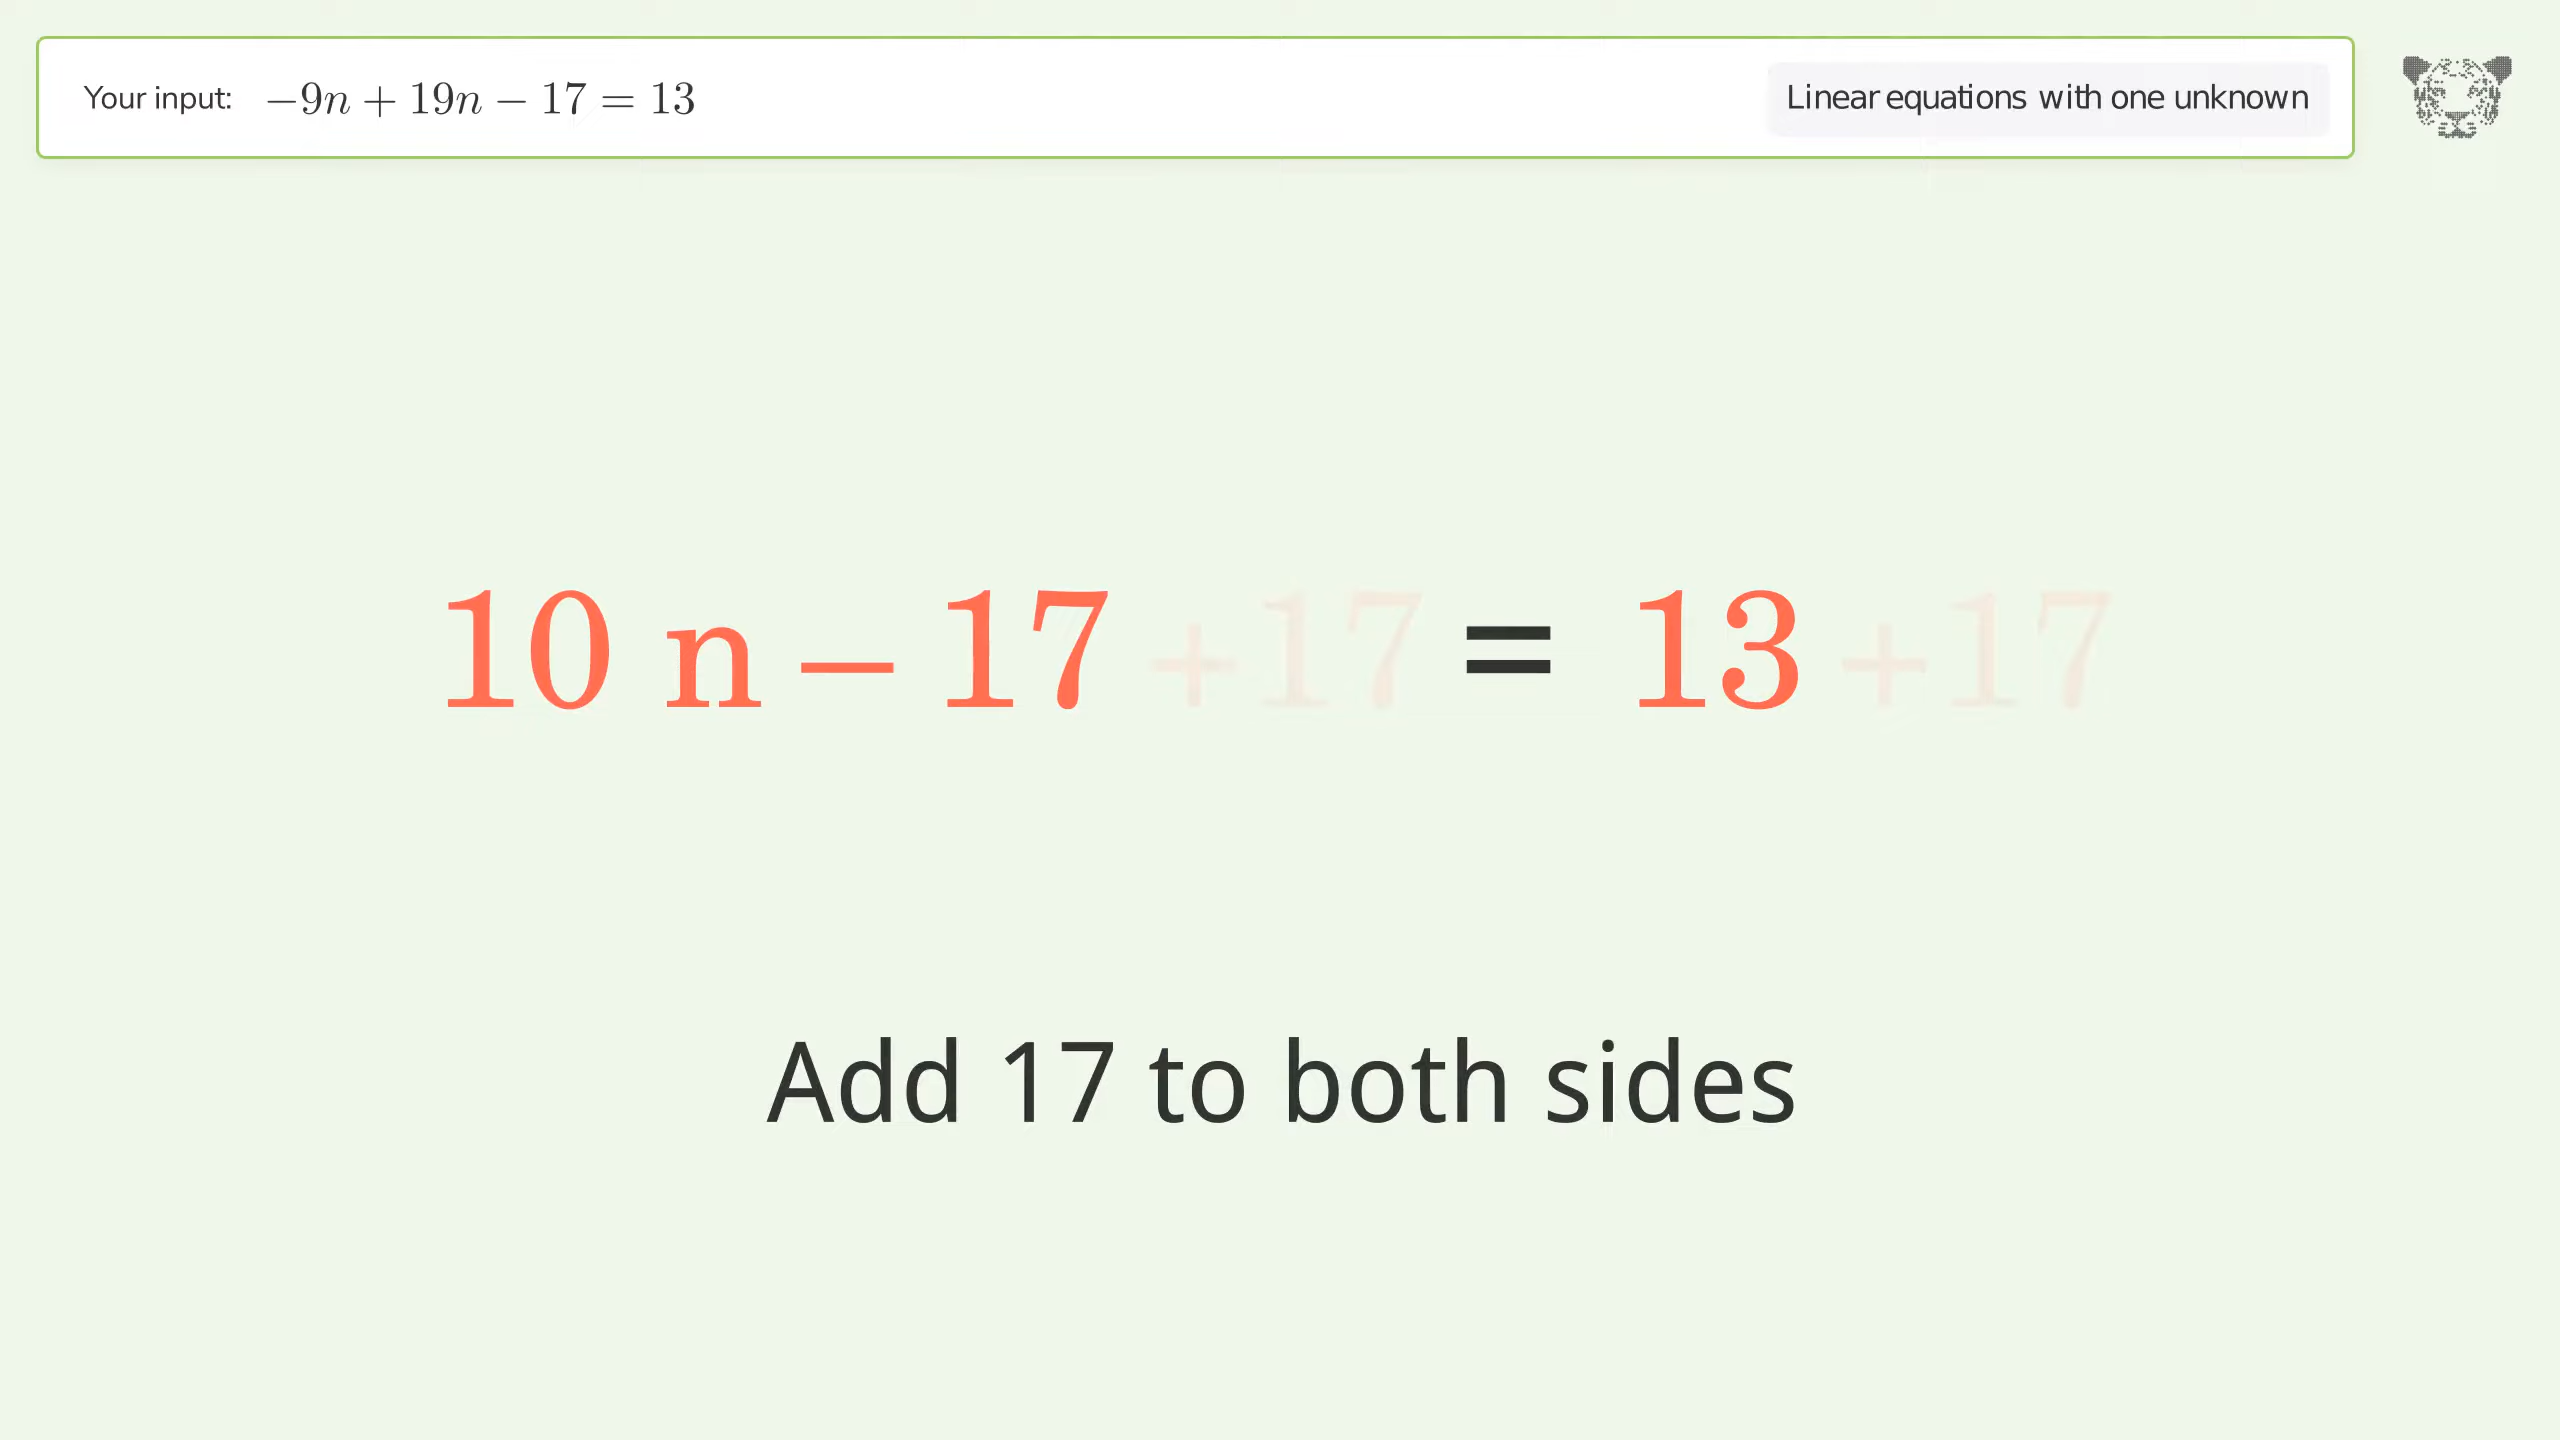 Your input: −9n + 19n − 17 = 13
Linear equations with one unknown
10 n − 17 +17 = 13 +17
Add 17 to both sides